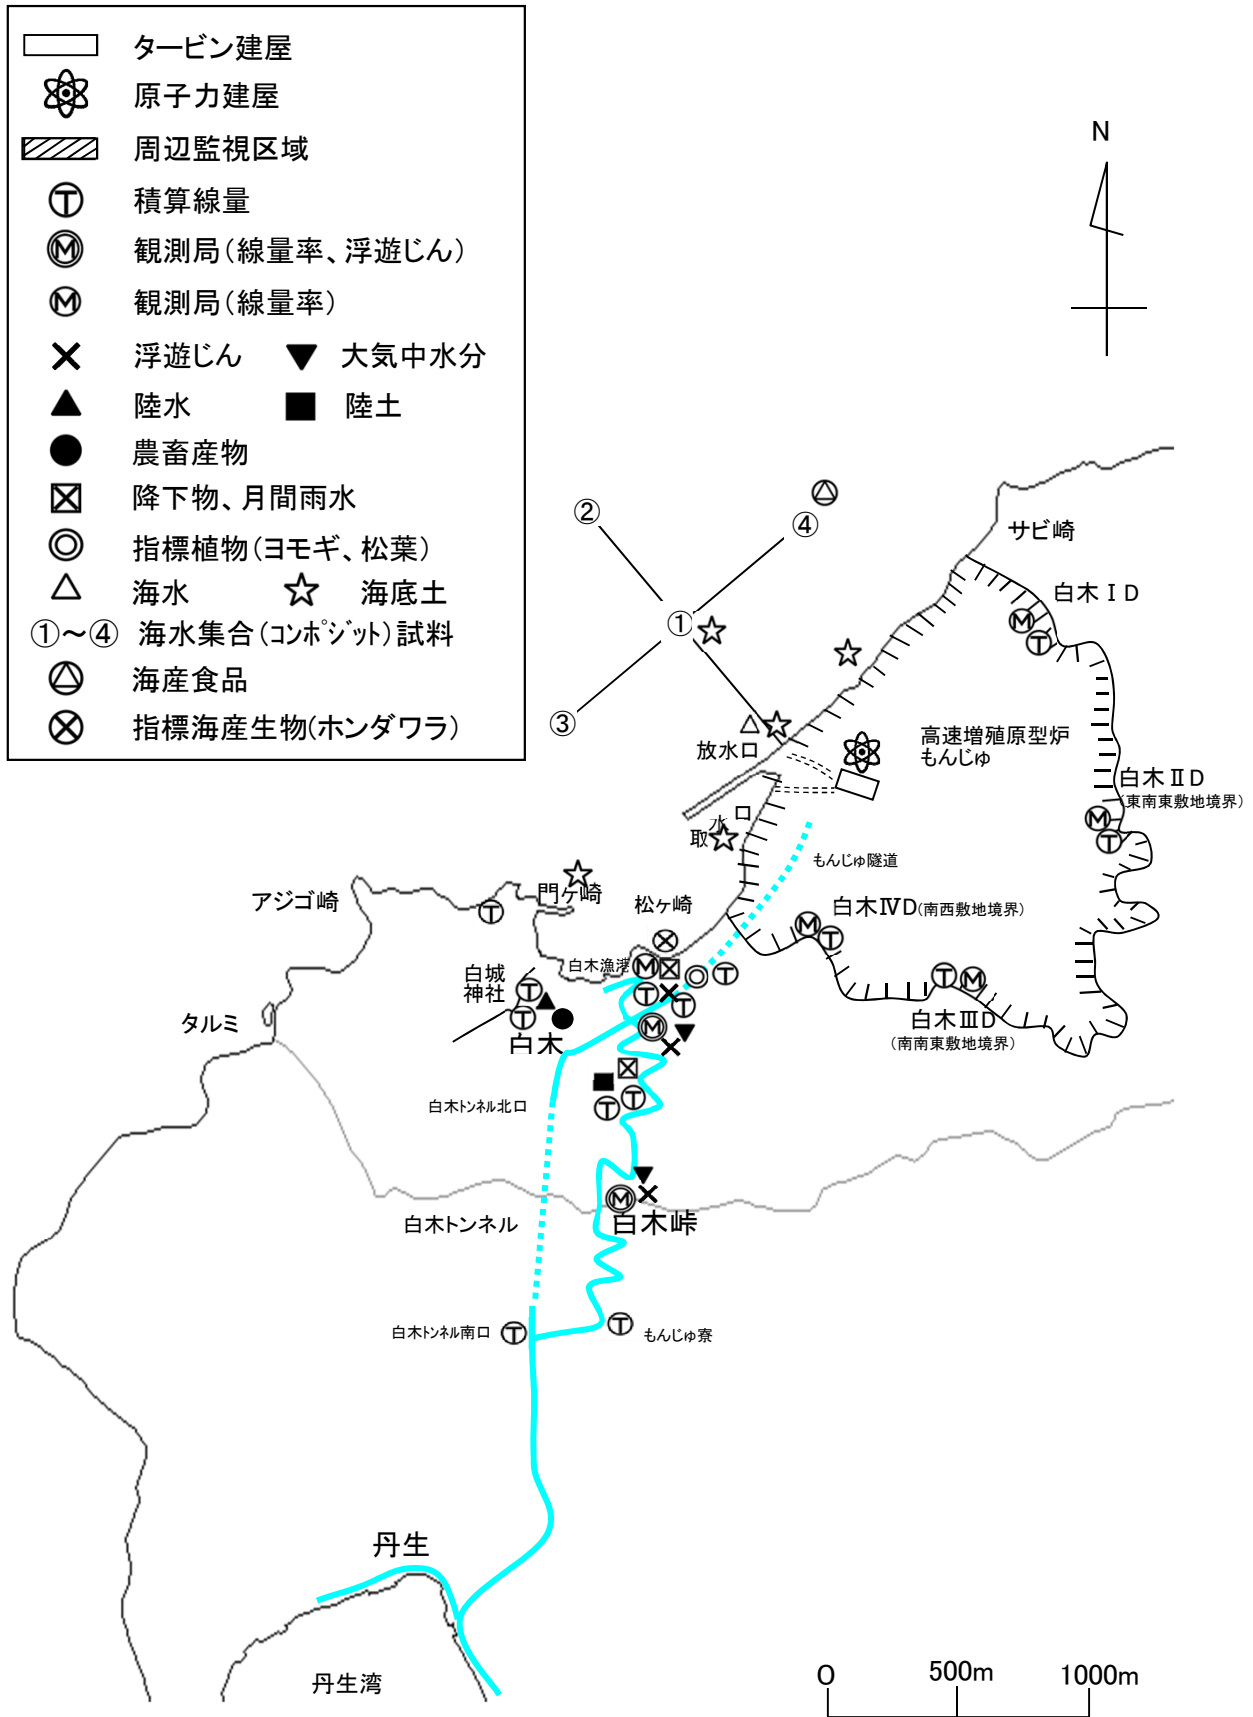 タービン建屋
原子力建屋
周辺監視区域
Ⓣ 積算線量
Ⓜ 観測局(線量率、浮遊じん)
Ⓜ 観測局(線量率)
浮遊じん 大気中水分
陸水 陸土
農畜産物
降下物、月間雨水
指標植物(ヨモギ、松葉)
海水 海底土
①～④ 海水集合(コンポジット)試料
海産食品
指標海産生物(ホンダワラ)
N
②
④
サビ崎
白木ⅠD
Ⓜ
Ⓣ
①
③
放水口
高速増殖原型炉
もんじゅ
白木ⅡD
(東南東敷地境界)
Ⓜ
Ⓣ
取水口
もんじゅ隧道
アジゴ崎
門ヶ崎
松ヶ崎
白木ⅣD(南西敷地境界)
Ⓣ
Ⓜ
Ⓣ
白木漁港
Ⓜ
Ⓣ
白城
神社
Ⓣ
Ⓣ
Ⓣ
Ⓣ
Ⓜ
Ⓣ Ⓜ
タルミ
白木
白木ⅢD
(南南東敷地境界)
白木トンネル北口
Ⓣ
Ⓣ
Ⓜ
白木トンネル
白木峠
白木トンネル南口
Ⓣ
Ⓣ
もんじゅ寮
丹生
丹生湾
0 500m 1000m